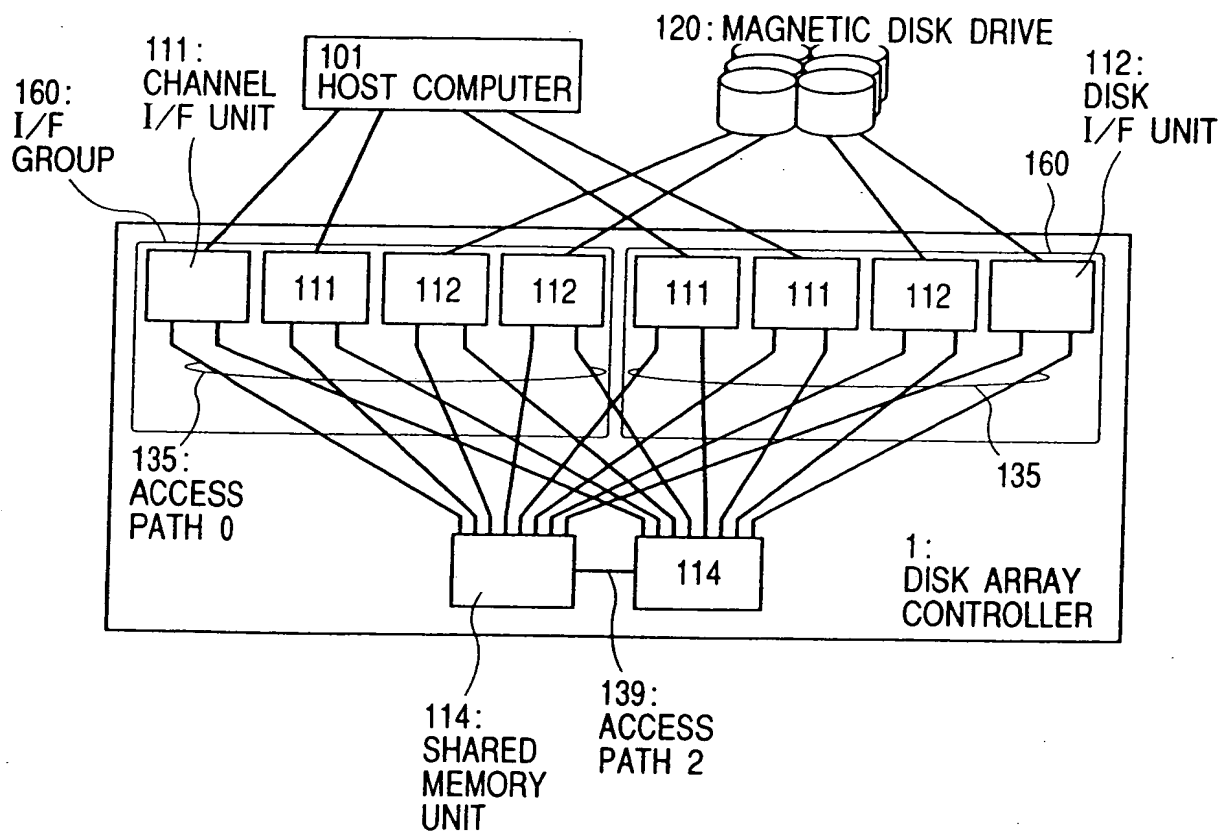 120: MAGNETIC DISK DRIVE
111:
CHANNEL
I/F UNIT
101
HOST COMPUTER
112:
DISK
I/F UNIT
160:
I/F
GROUP
160
111
112
112
111
111
112
135:
ACCESS
PATH 0
135
114
1:
DISK ARRAY
CONTROLLER
114:
SHARED
MEMORY
UNIT
139:
ACCESS
PATH 2